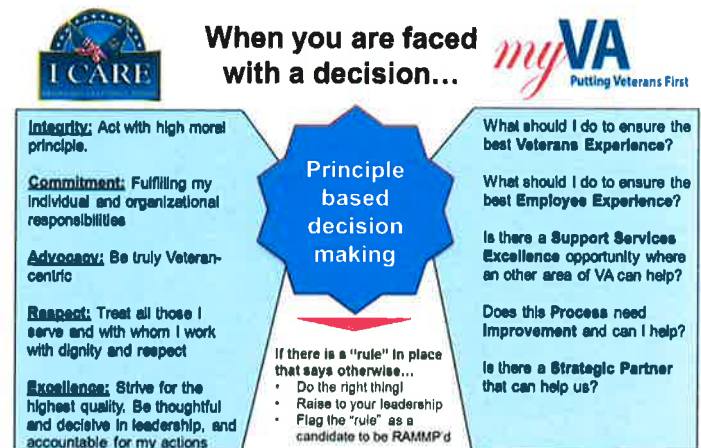 I CARE
When you are faced
with a decision...
myVA
Putting Veterans First
Integrity: Act with high moral
principle.
Commitment: Fulfilling my
individual and organizational
responsibilities
Advocacy: Be truly Veteran-
centric
Respect: Treat all those I
serve and with whom I work
with dignity and respect
Excellence: Strive for the
highest quality. Be thoughtful
and decisive in leadership, and
accountable for my actions
Principle
based
decision
making
If there is a "rule" in place
that says otherwise...
• Do the right thing!
• Raise to your leadership
• Flag the "rule" as a
candidate to be RAMMP'd
What should I do to ensure the
best Veterans Experience?
What should I do to ensure the
best Employee Experience?
Is there a Support Services
Excellence opportunity where
an other area of VA can help?
Does this Process need
Improvement and can I help?
Is there a Strategic Partner
that can help us?